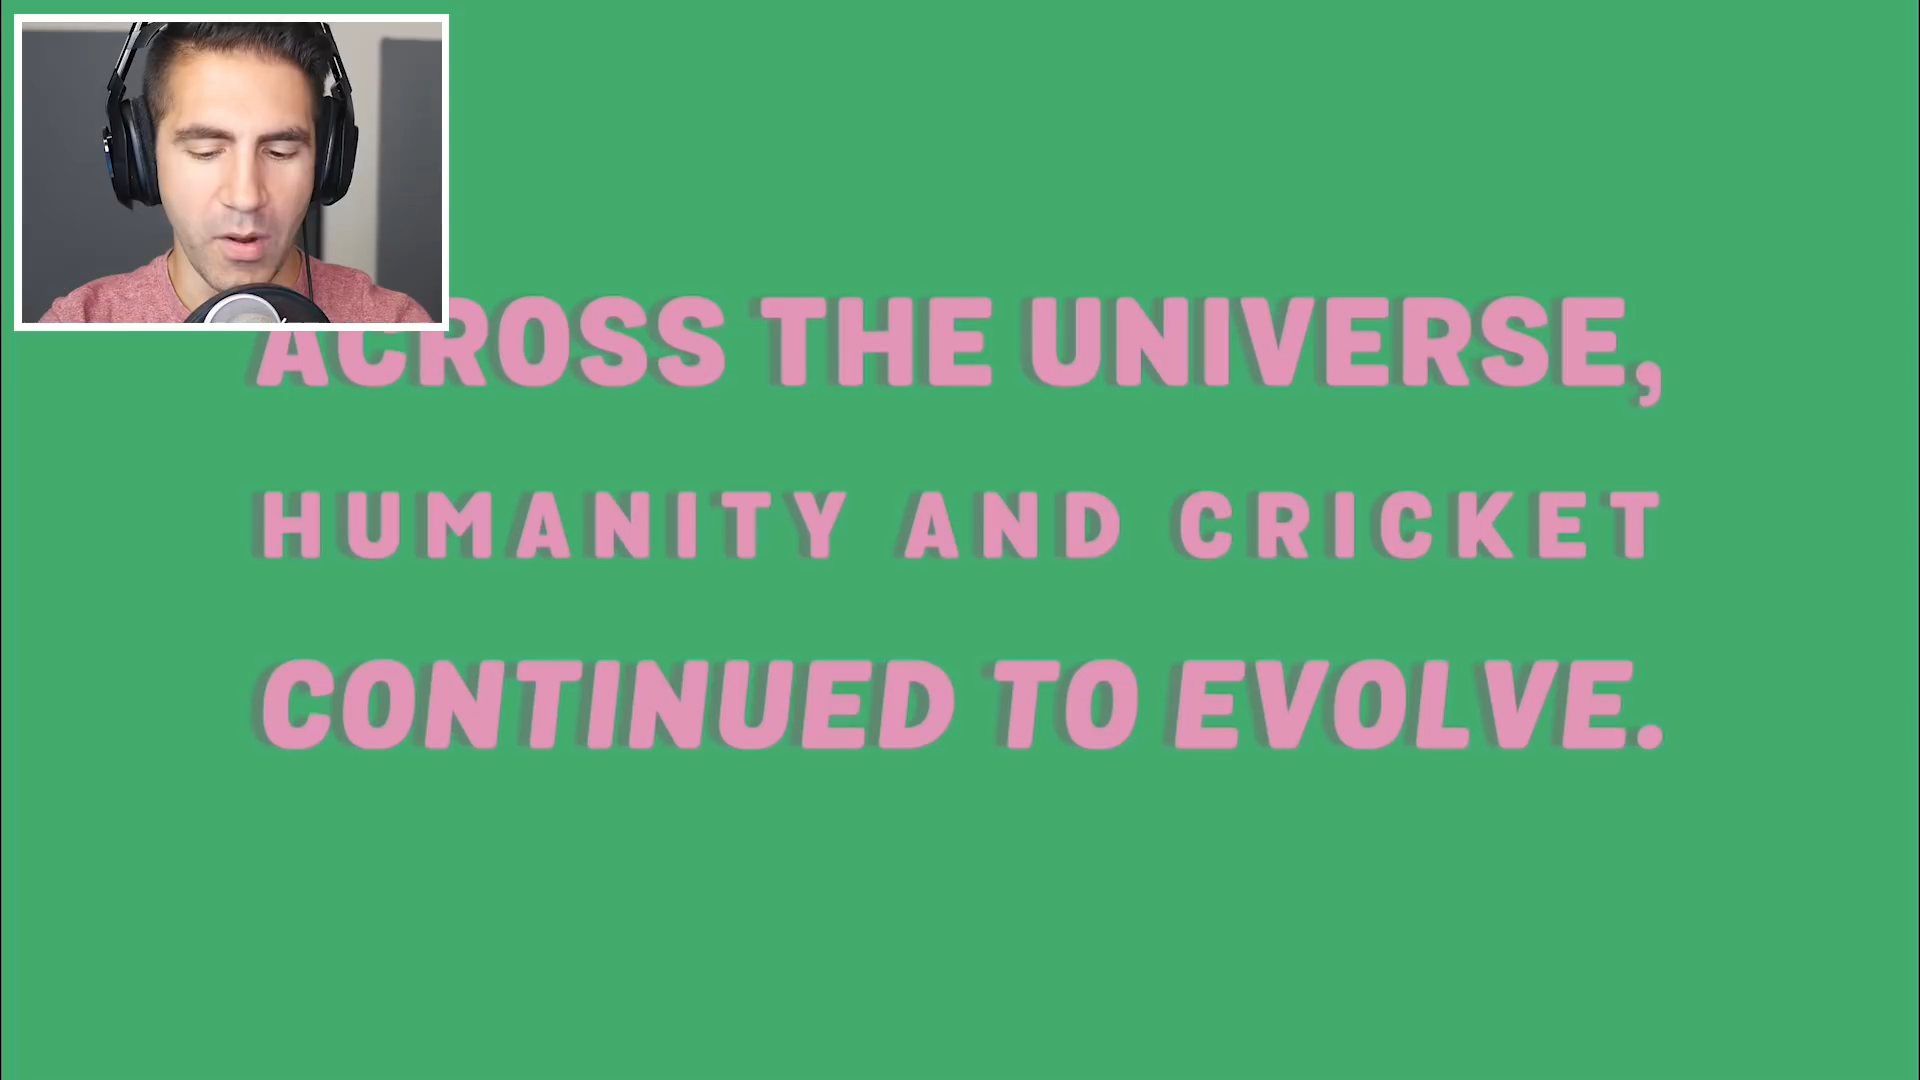 ACROSS THE UNIVERSE,
HUMANITY AND CRICKET
CONTINUED TO EVOLVE.